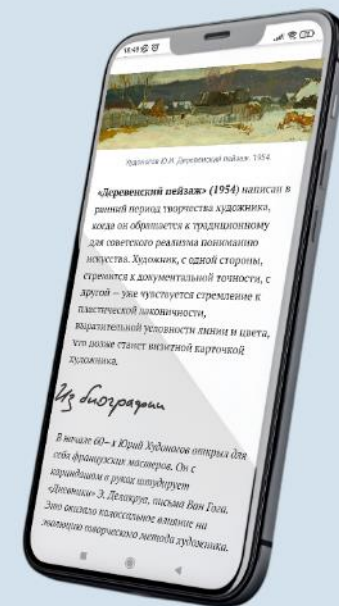 18:48
Худоногов Ю.И. Деревенский пейзаж. 1954.
«Деревенский пейзаж» (1954) написан в
ранний период творчества художника,
когда он обращается к традиционному
для советского реализма пониманию
искусства. Художник, с одной стороны,
стремится к документальной точности, с
другой – уже чувствуется стремление к
пластической лаконичности,
выразительной условности линии и цвета,
что позже станет визитной карточкой
художника.
Из биографии
В начале 60–х Юрий Худоногов открыл для
себя французских мастеров. Он с
карандашом в руках штудирует
«Дневники» Э. Делакруа, письма Ван Гога.
Это оказало колоссальное влияние на
эволюцию творческого метода художника.